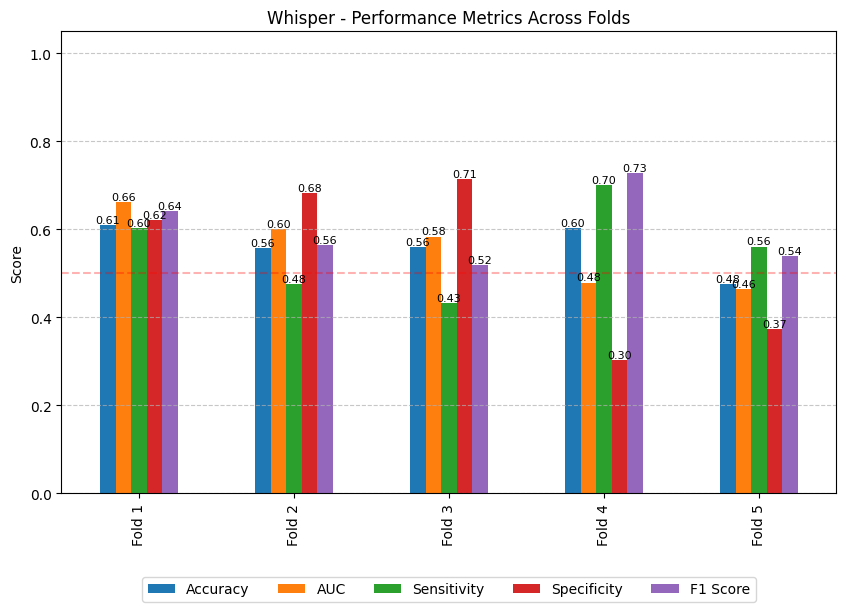 Whisper - Performance Metrics Across Folds
Score
1.0
0.8
0.6
0.4
0.2
0.0
0.61 0.66 0.60 0.62 0.64
0.56 0.60 0.48 0.68 0.56
0.56 0.58 0.43 0.71 0.52
0.60 0.48 0.70 0.30 0.73
0.48 0.46 0.56 0.37 0.54
Fold 1
Fold 2
Fold 3
Fold 4
Fold 5
Accuracy AUC Sensitivity Specificity F1 Score